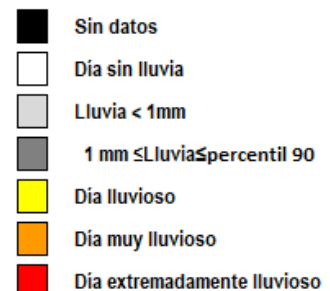 Sin datos
Día sin lluvia
Lluvia < 1mm
1 mm ≤Lluvia≤percentil 90
Día lluvioso
Día muy lluvioso
Día extremadamente lluvioso